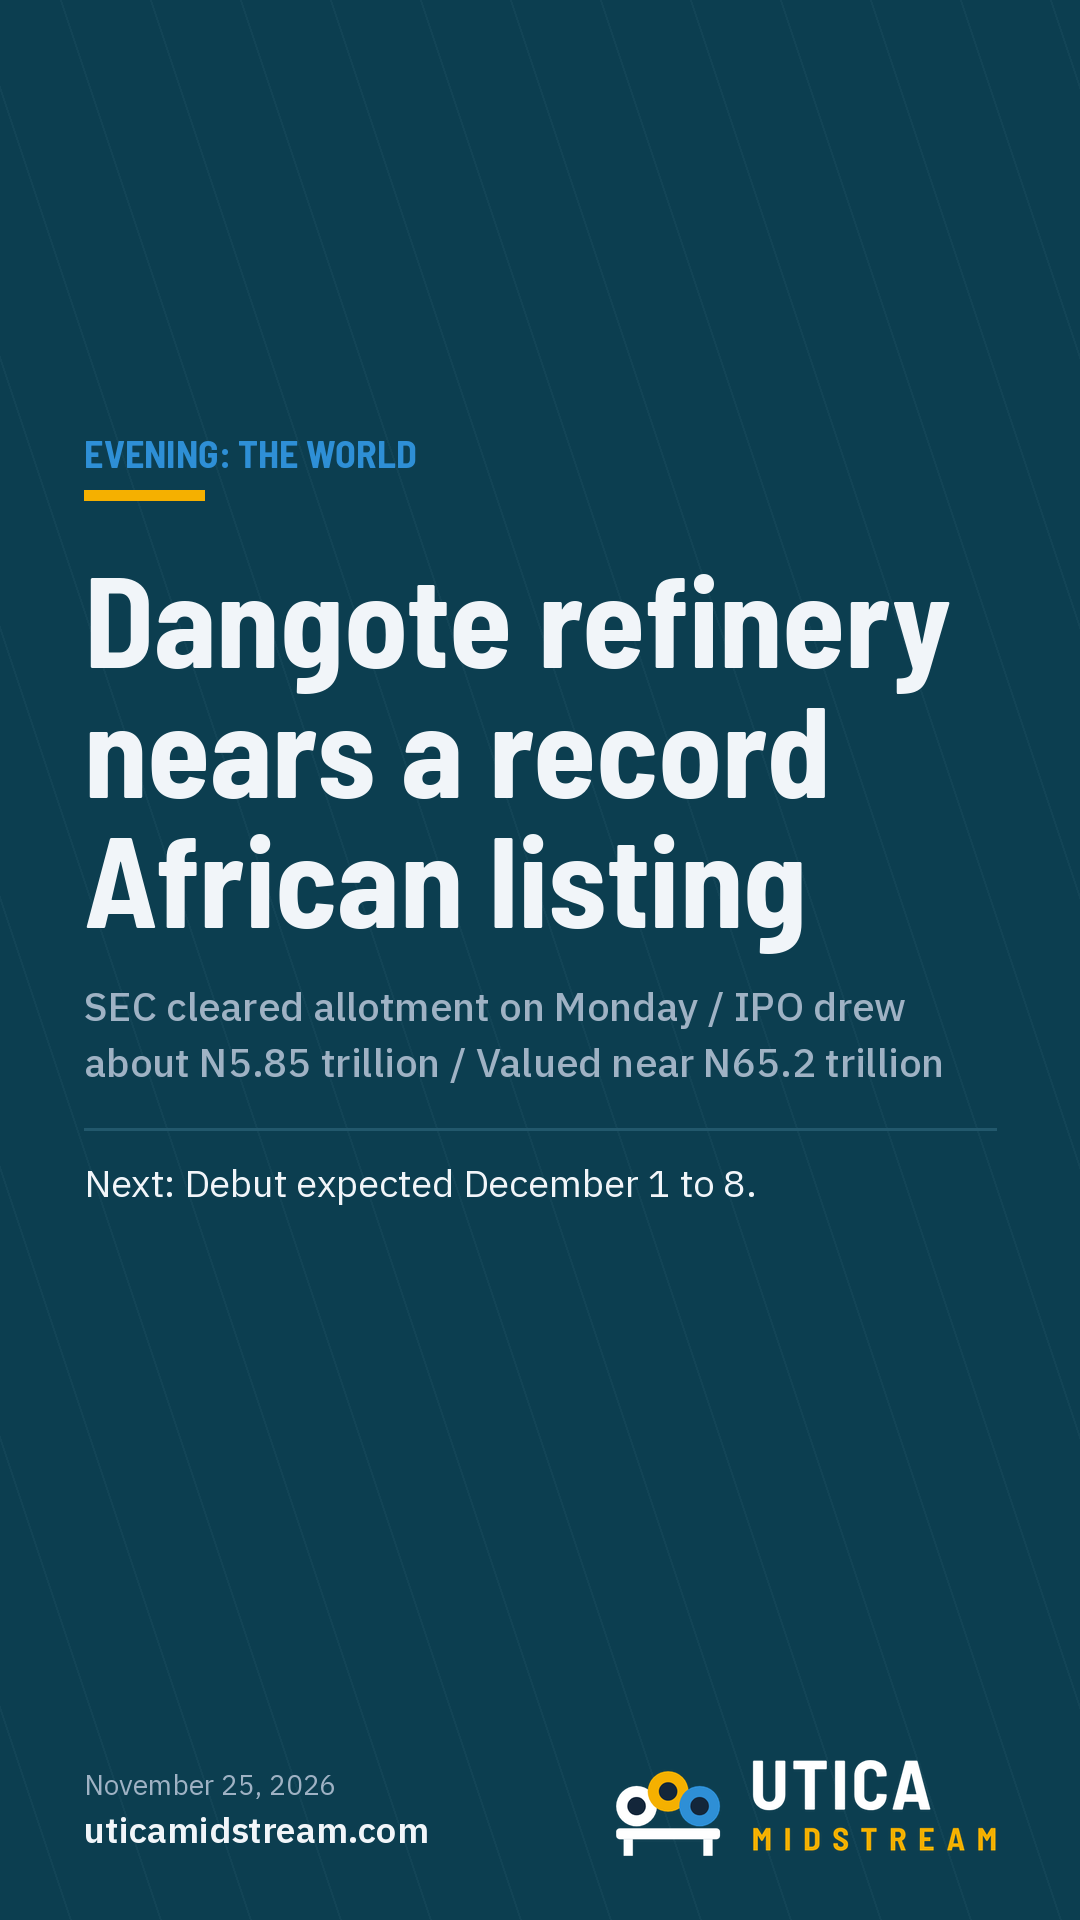 EVENING: THE WORLD
Dangote refinery
nears a record
African listing
SEC cleared allotment on Monday / IPO drew
about N5.85 trillion / Valued near N65.2 trillion
Next: Debut expected December 1 to 8.
November 25, 2026
uticamidstream.com
UTICA
MIDSTREAM